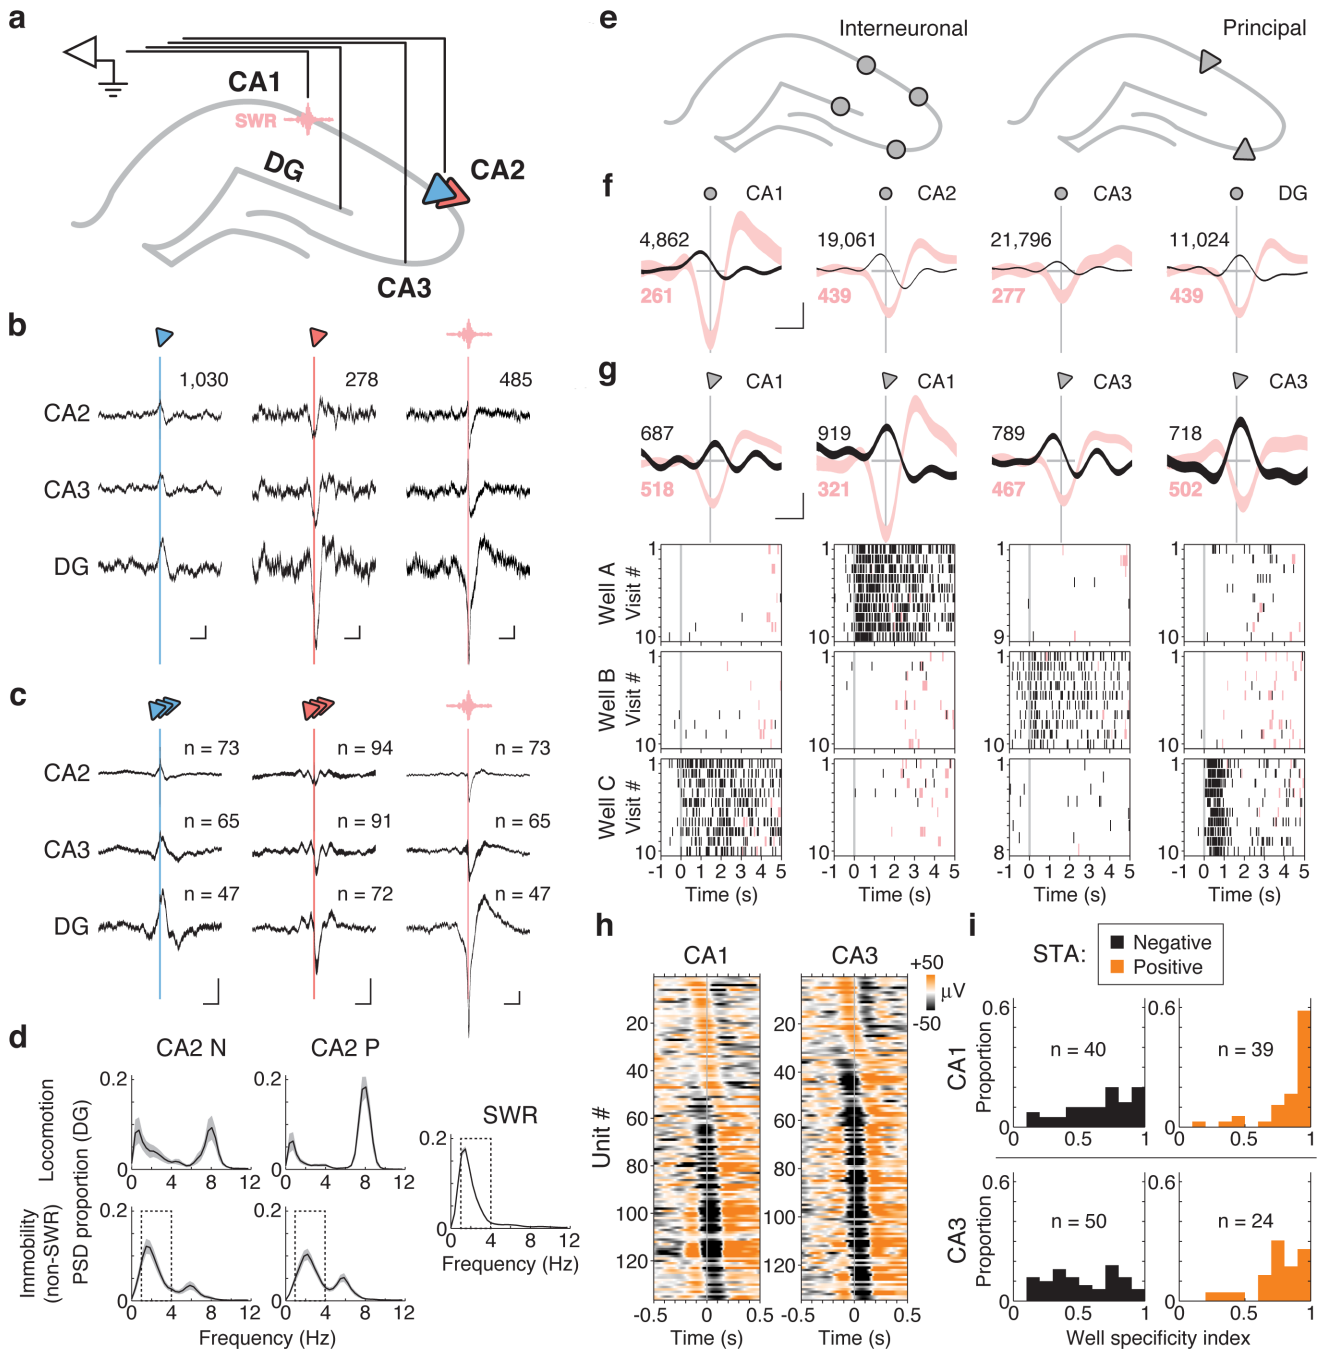 a
CA1
SWR
DG
CA2
CA3
b
1,030
278
485
CA2
CA3
DG
c
n = 73
n = 94
n = 73
CA2
n = 65
n = 91
n = 65
CA3
n = 47
n = 72
n = 47
DG
d
CA2 N
CA2 P
SWR
Locomotion
Immobility
(non-SWR)
PSD proportion (DG)
0.2
0
0.2
0
0 4 8 12
0 4 8 12
0.2
0
0.2
0
0 4 8 12
0 4 8 12
Frequency (Hz)
0.2
0
0 4 8 12
Frequency (Hz)
e
Interneuronal
Principal
f
CA1
CA2
CA3
DG
4,862
19,061
21,796
11,024
261
439
277
439
g
CA1
CA1
CA3
CA3
687
919
789
718
518
321
467
502
Well A
Visit #
1
10
1
10
1
9
1
10
Well B
Visit #
1
10
1
10
1
10
1
10
Well C
Visit #
1
10
1
10
1
8
1
10
-1 0 1 2 3 4 5
-1 0 1 2 3 4 5
-1 0 1 2 3 4 5
-1 0 1 2 3 4 5
Time (s)
Time (s)
Time (s)
Time (s)
h
CA1
CA3
+50
µV
-50
Unit #
20
40
60
80
100
120
20
40
60
80
100
120
-0.5 0 0.5
-0.5 0 0.5
Time (s)
Time (s)
i
STA:
Negative
Positive
CA1
Proportion
0.6
0
n = 40
0 0.5 1
0.6
0
n = 39
0 0.5 1
CA3
Proportion
0.6
0
n = 50
0 0.5 1
0.6
0
n = 24
0 0.5 1
Well specificity index